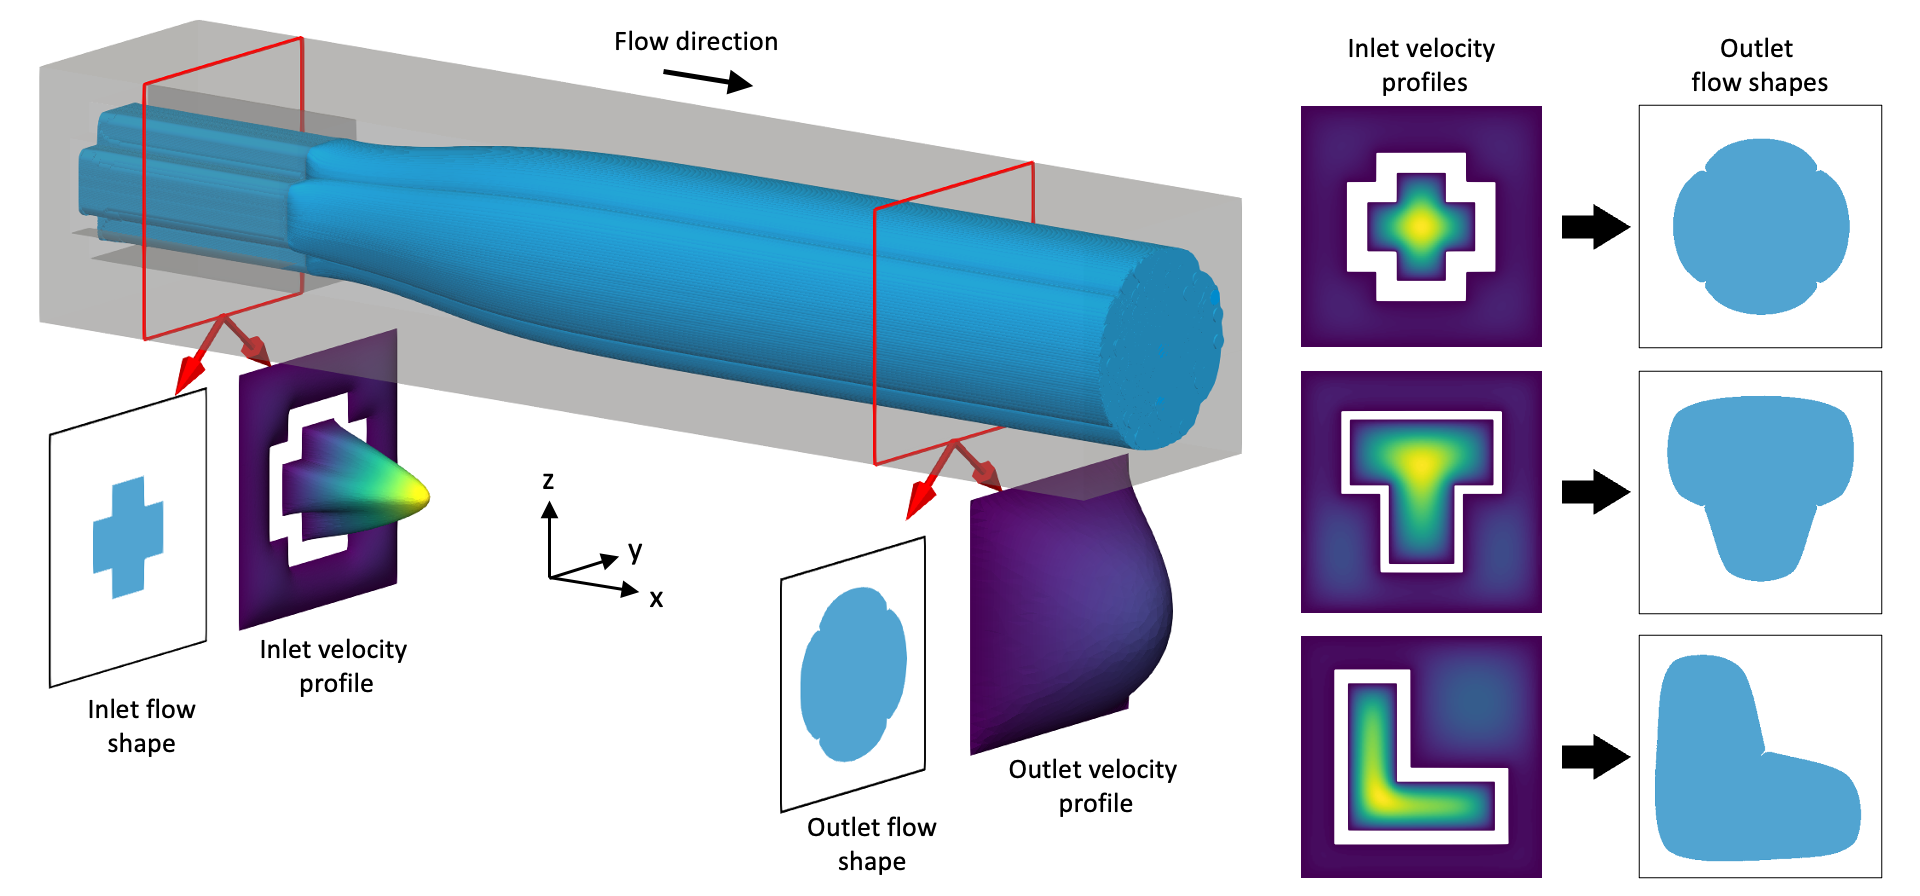 Flow direction
Inlet velocity
profiles
Outlet
flow shapes
z
y
x
Inlet velocity
profile
Inlet flow
shape
Outlet velocity
profile
Outlet flow
shape